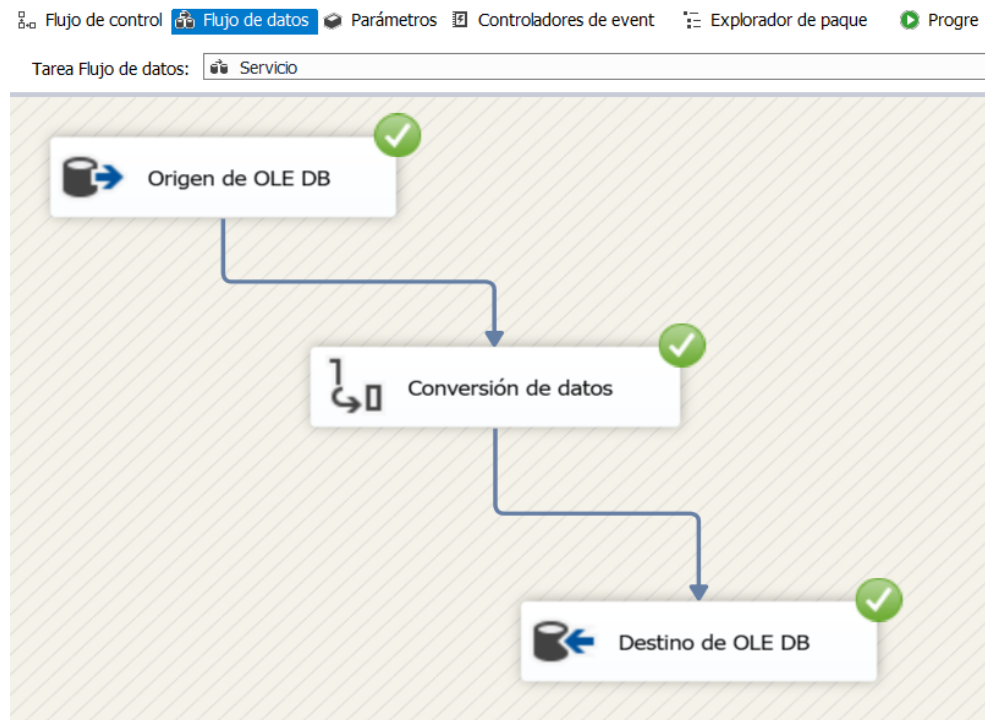 Flujo de control Flujo de datos Parámetros Controladores de event Explorador de paque Progre
Tarea Flujo de datos: Servicio
Origen de OLE DB
Conversión de datos
Destino de OLE DB